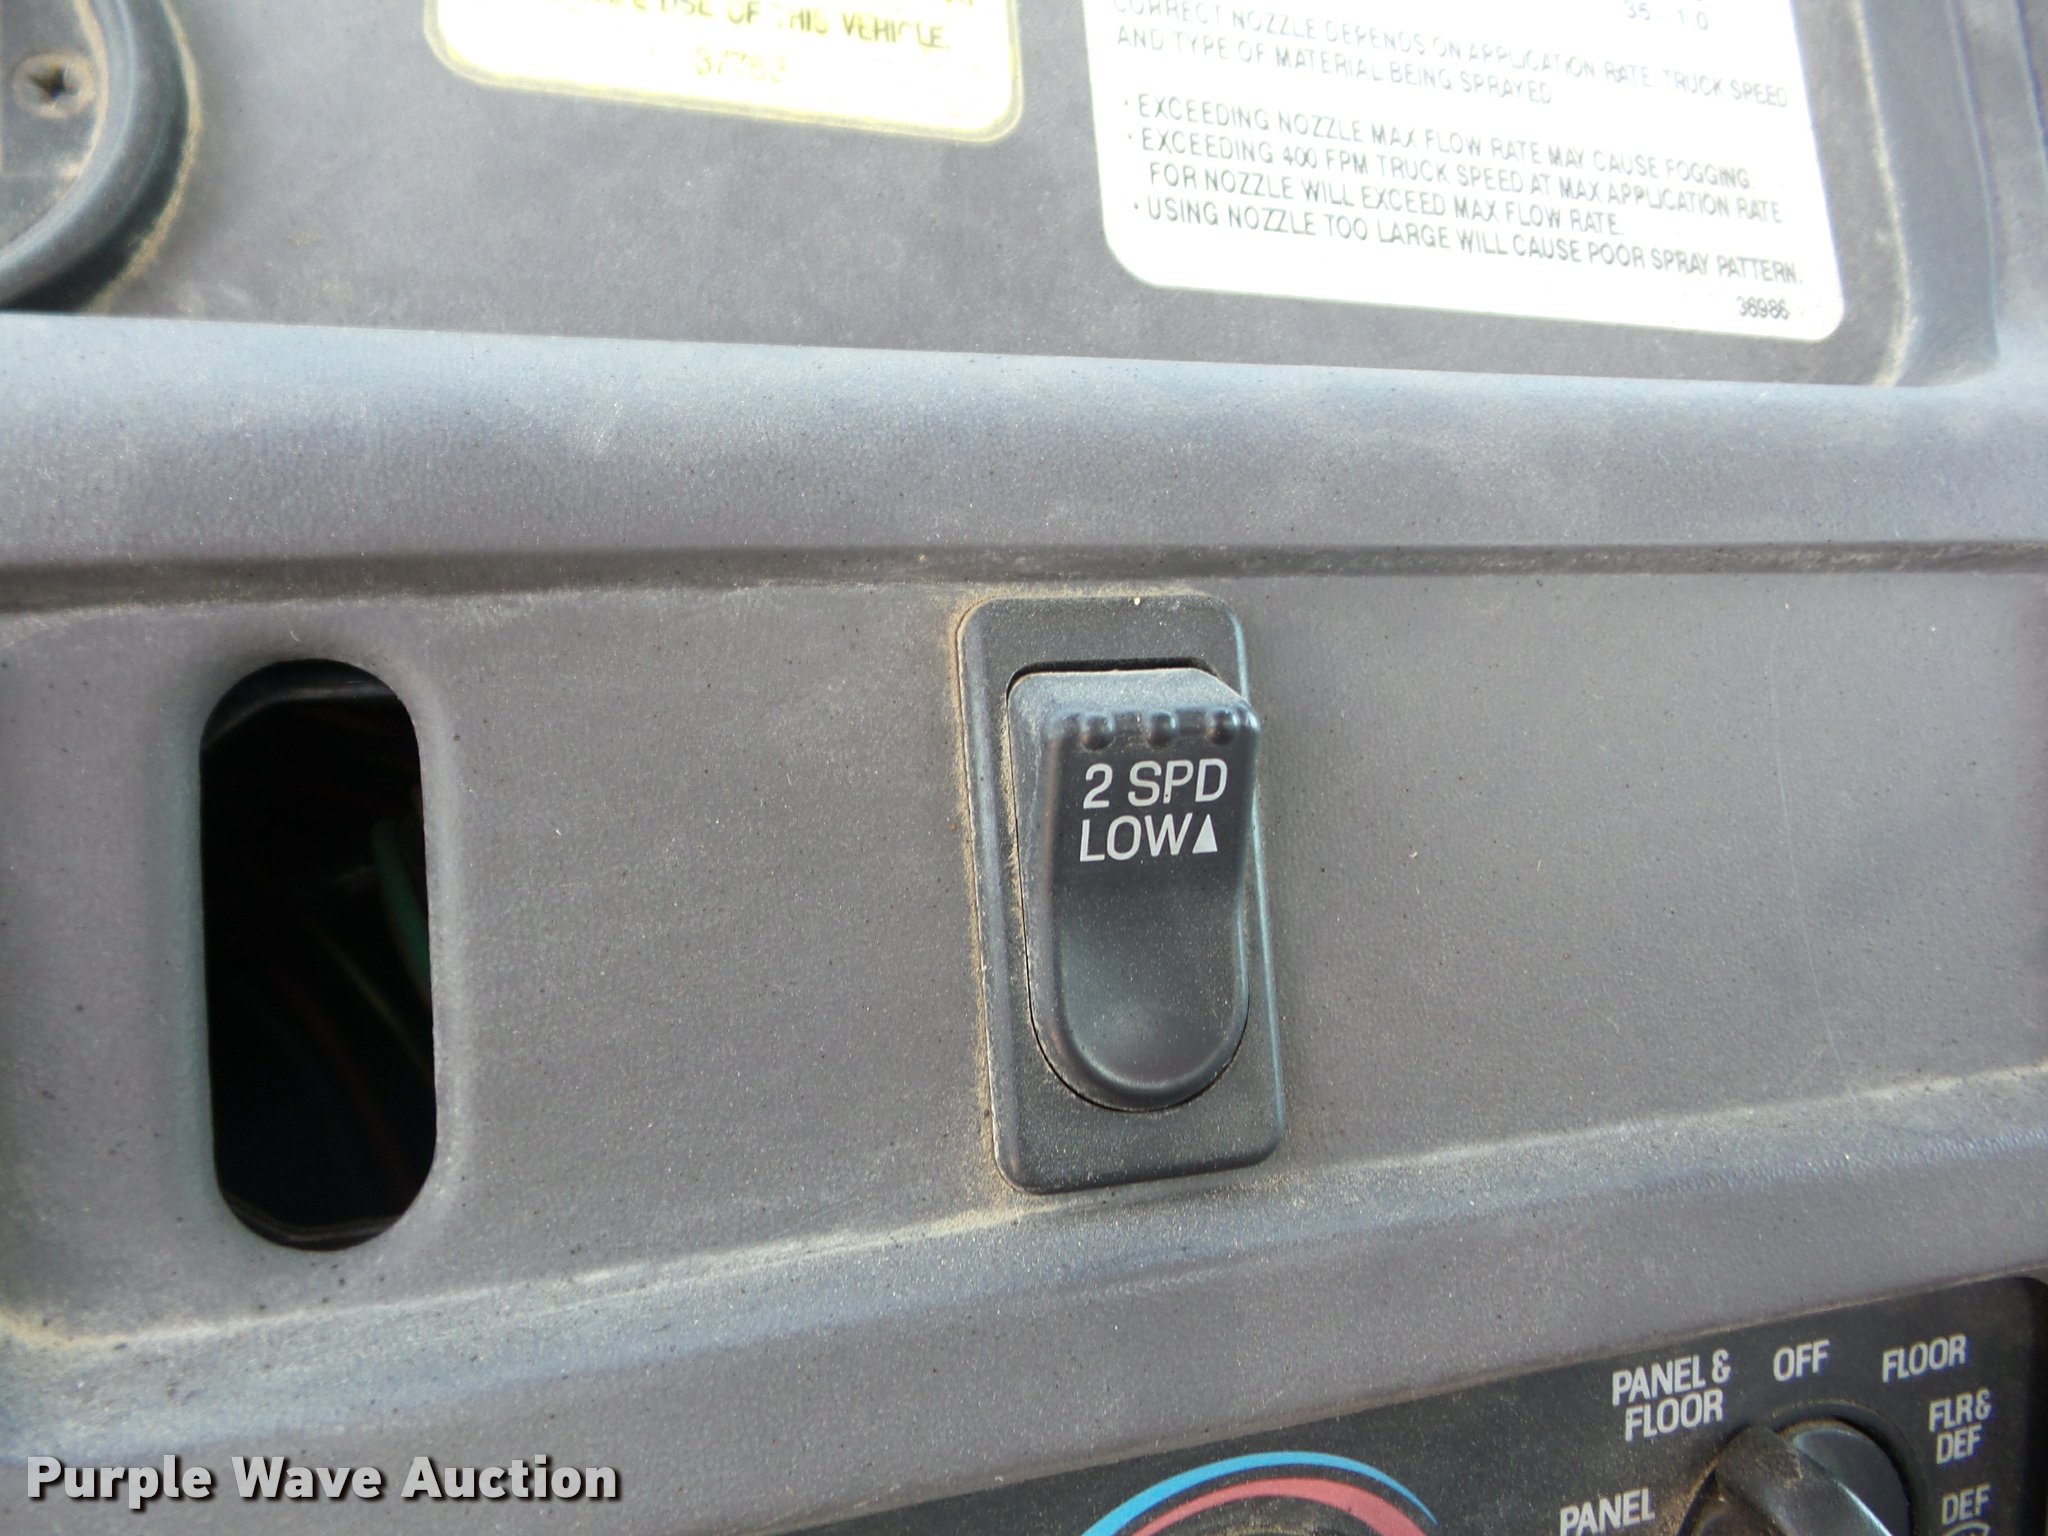 USE OF THIS VEHICLE.
37763
35 - 10
CORRECT NOZZLE DEPENDS ON APPLICATION RATE, TRUCK SPEED
AND TYPE OF MATERIAL BEING SPRAYED
• EXCEEDING NOZZLE MAX FLOW RATE MAY CAUSE FOGGING
• EXCEEDING 400 FPM TRUCK SPEED AT MAX APPLICATION RATE
FOR NOZZLE WILL EXCEED MAX FLOW RATE.
• USING NOZZLE TOO LARGE WILL CAUSE POOR SPRAY PATTERN.
36986
2 SPD
LOW▲
PANEL &
FLOOR
OFF
FLOOR
FLR &
DEF
PANEL
DEF
Purple Wave Auction